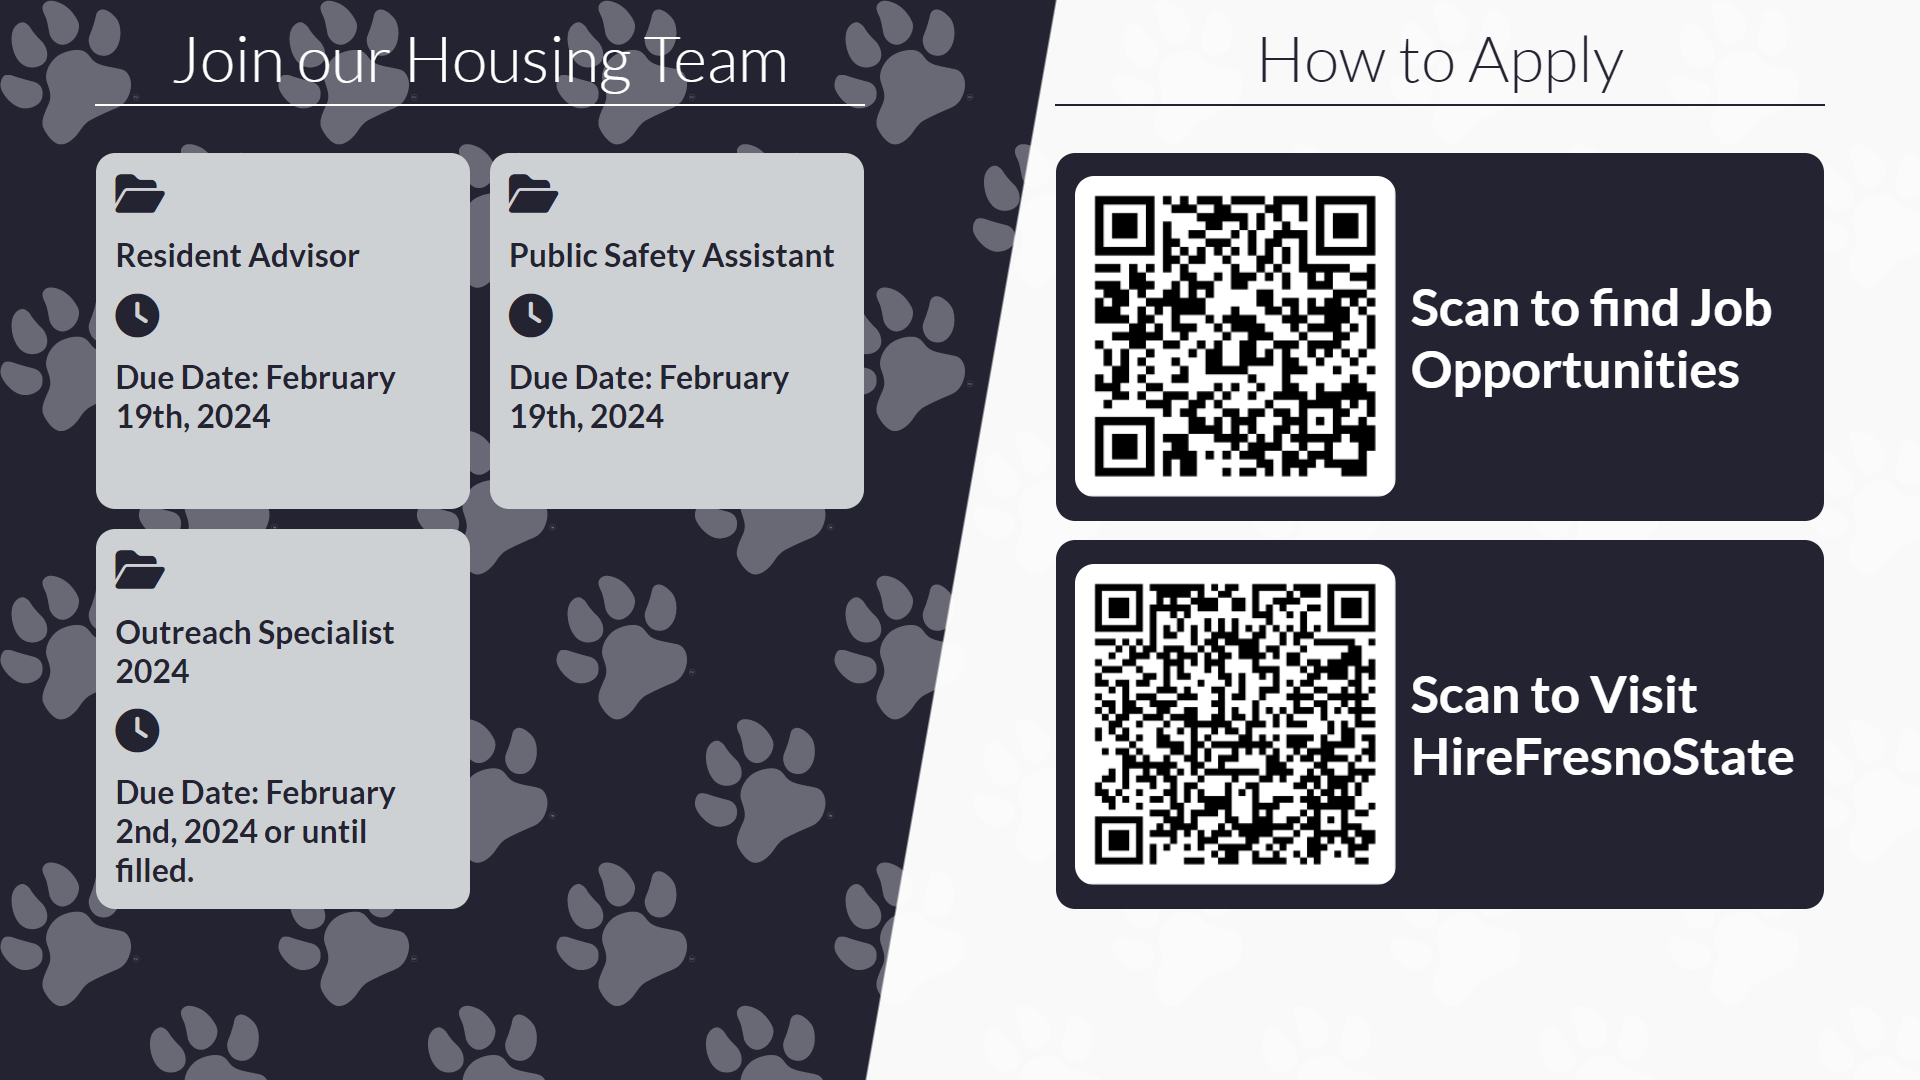 Join our Housing Team
Resident Advisor
Due Date: February
19th, 2024
Public Safety Assistant
Due Date: February
19th, 2024
Outreach Specialist
2024
Due Date: February
2nd, 2024 or until
filled.
How to Apply
Scan to find Job
Opportunities
Scan to Visit
HireFresnoState